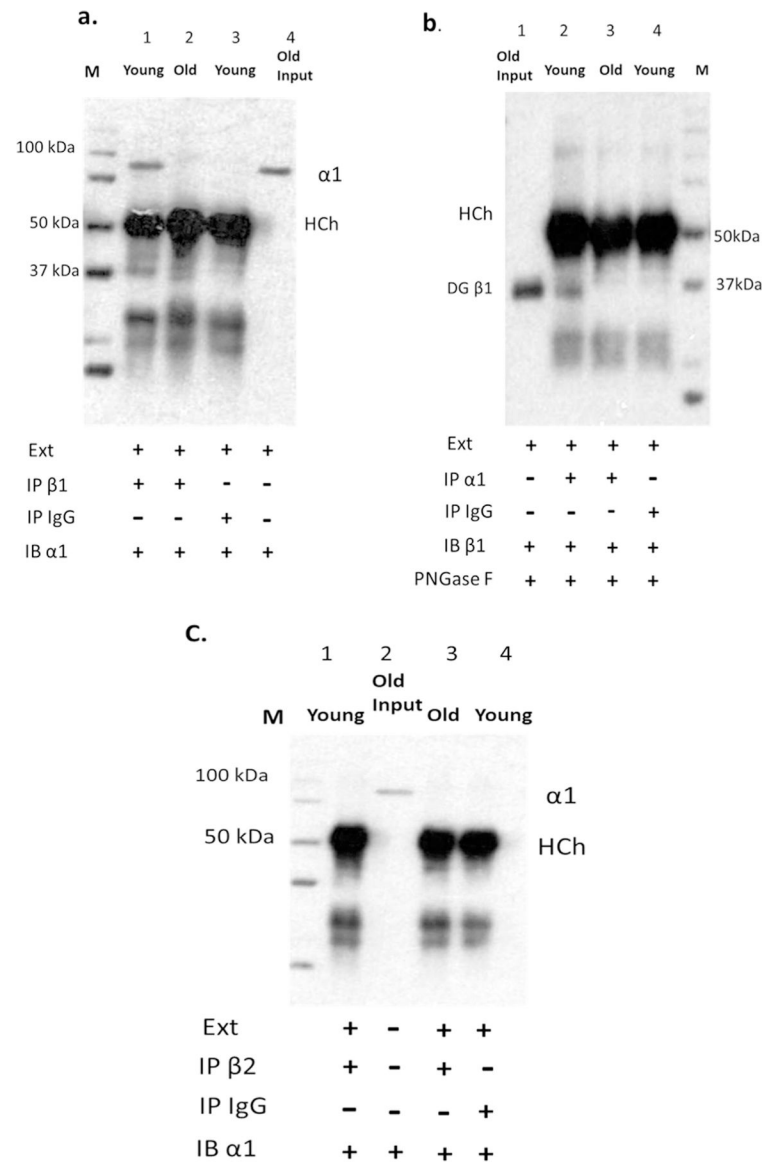 a.
1 2 3 4
M Young Old Young Old Input
100 kDa
α1
50 kDa
HCh
37 kDa
Ext + + + +
IP β1 + + - -
IP IgG - - + -
IB α1 + + + +
b.
1 2 3 4
Old Input Young Old Young M
HCh
50kDa
DG β1
37kDa
Ext + + + +
IP α1 - + + -
IP IgG - - - +
IB β1 + + + +
PNGase F + + + +
C.
1 2 3 4
M Young Old Input Old Young
100 kDa
α1
50 kDa
HCh
Ext + - + +
IP β2 + - + -
IP IgG - - - +
IB α1 + + + +